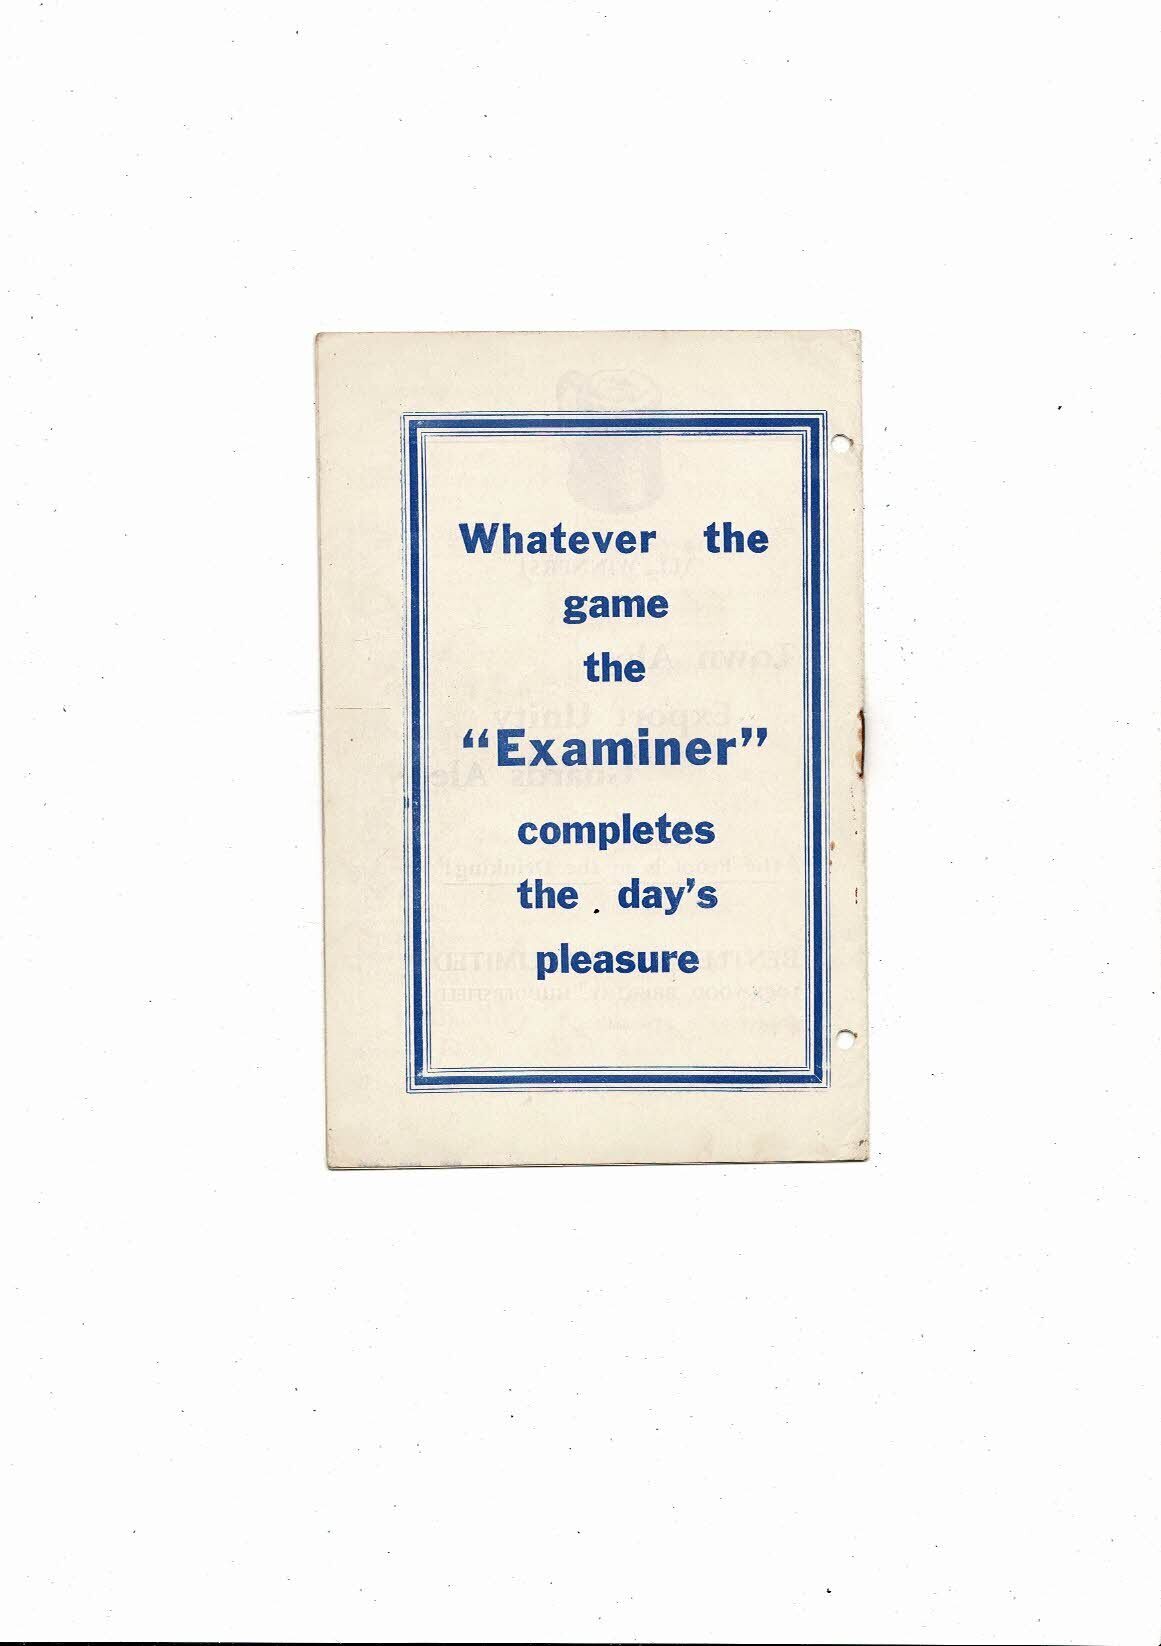 Whatever the
game
the
“Examiner”
completes
the day’s
pleasure